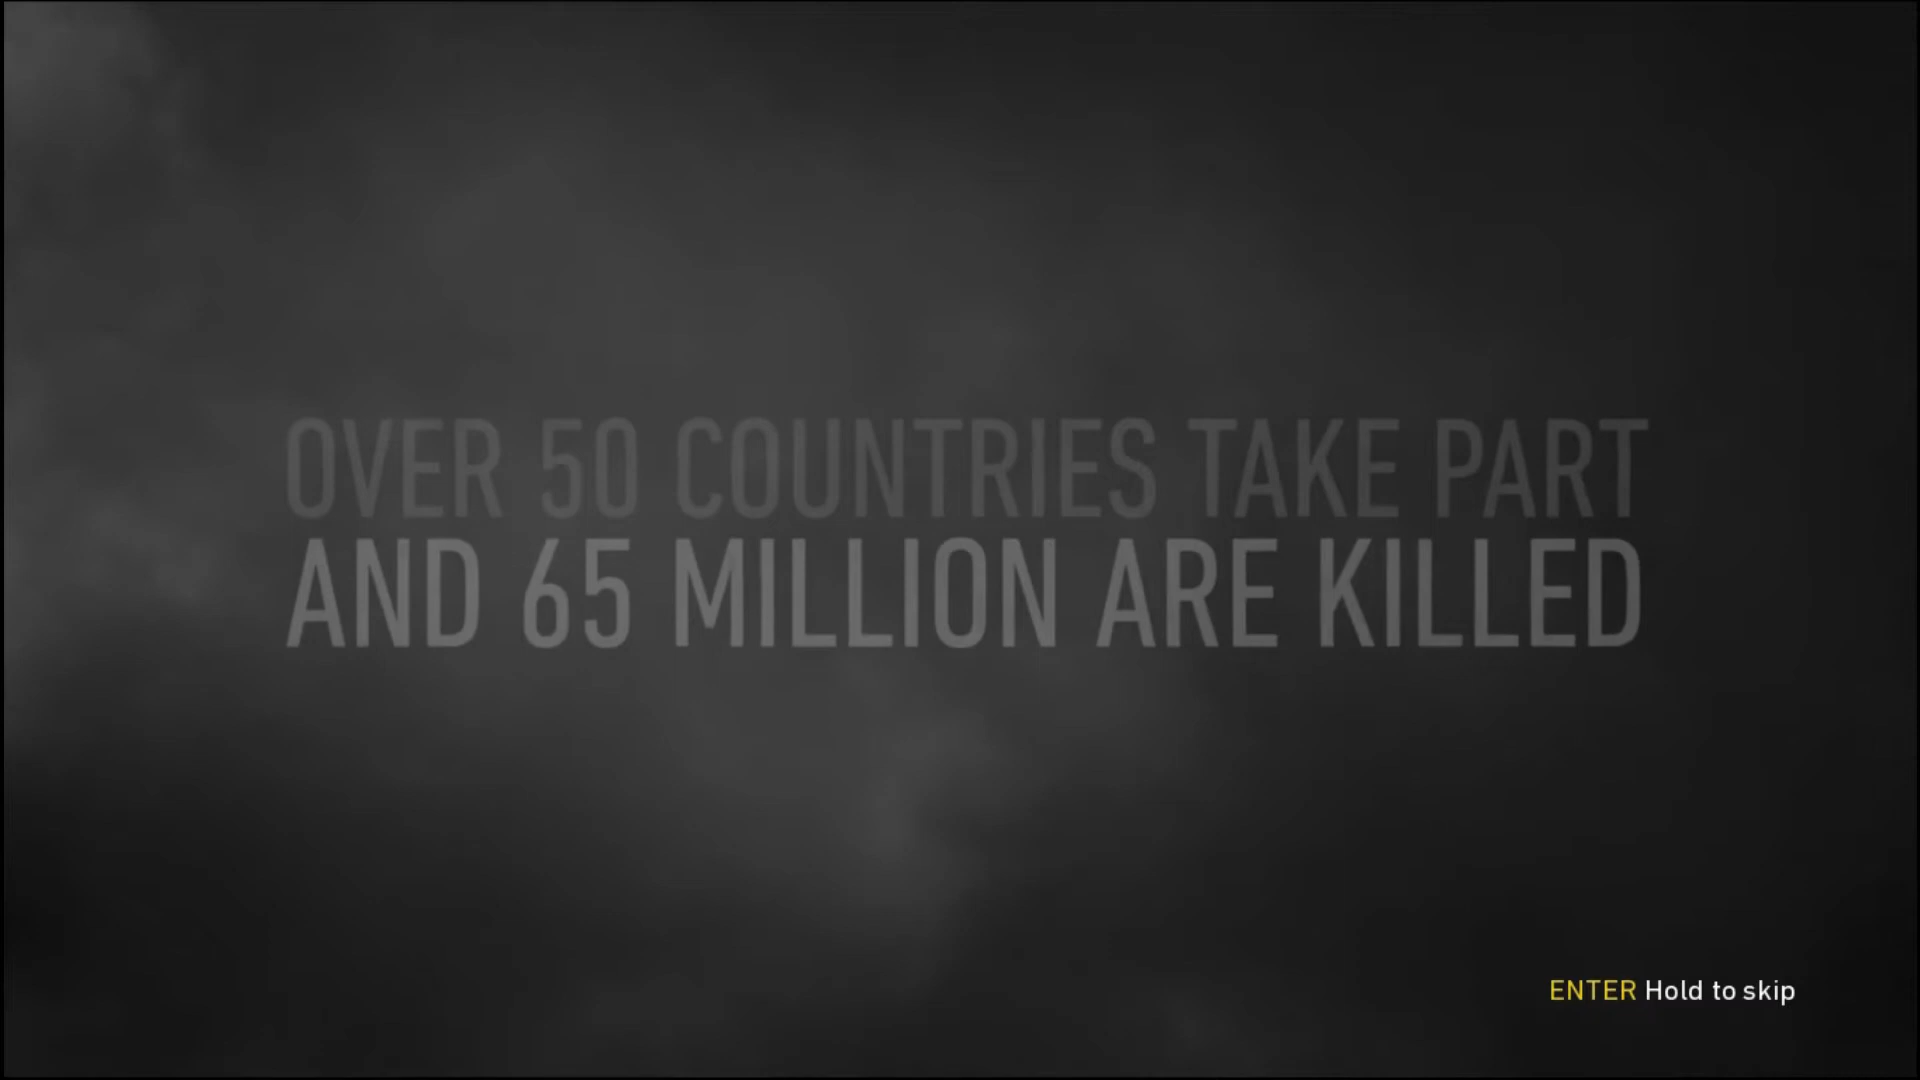 OVER 50 COUNTRIES TAKE PART
AND 65 MILLION ARE KILLED
ENTER Hold to skip